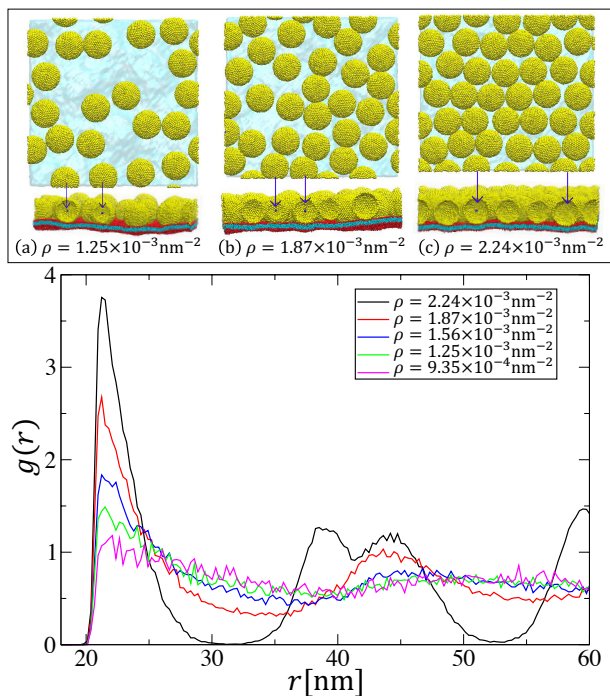 (a) ρ = 1.25×10⁻³nm⁻² (b) ρ = 1.87×10⁻³nm⁻² (c) ρ = 2.24×10⁻³nm⁻²
4
ρ = 2.24×10⁻³nm⁻²
ρ = 1.87×10⁻³nm⁻²
ρ = 1.56×10⁻³nm⁻²
ρ = 1.25×10⁻³nm⁻²
ρ = 9.35×10⁻⁴nm⁻²
3
g(r)
2
1
0
20 30 40 50 60
r[nm]